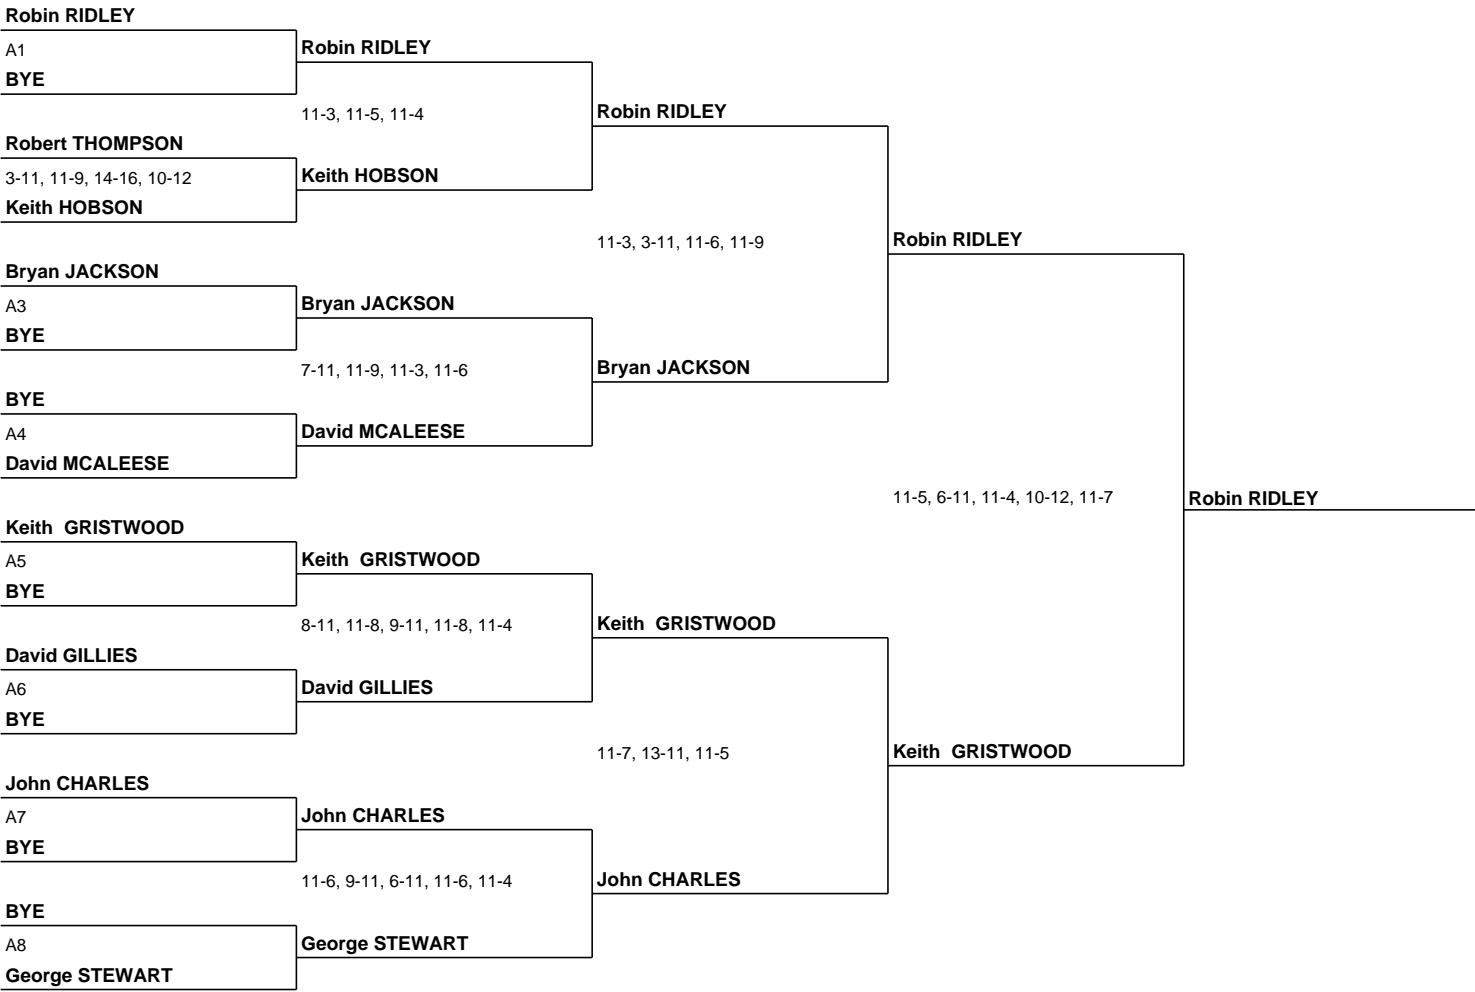 Robin RIDLEY
A1
BYE
Robert THOMPSON
3-11, 11-9, 14-16, 10-12
Keith HOBSON
Bryan JACKSON
A3
BYE
BYE
A4
David MCALEESE
Keith  GRISTWOOD
A5
BYE
David GILLIES
A6
BYE
John CHARLES
A7
BYE
BYE
A8
George STEWART
Robin RIDLEY
11-3, 11-5, 11-4
Keith HOBSON
Bryan JACKSON
7-11, 11-9, 11-3, 11-6
David MCALEESE
Keith  GRISTWOOD
8-11, 11-8, 9-11, 11-8, 11-4
David GILLIES
John CHARLES
11-6, 9-11, 6-11, 11-6, 11-4
George STEWART
Robin RIDLEY
11-3, 3-11, 11-6, 11-9
Bryan JACKSON
Keith  GRISTWOOD
11-7, 13-11, 11-5
John CHARLES
Robin RIDLEY
11-5, 6-11, 11-4, 10-12, 11-7
Keith  GRISTWOOD
Robin RIDLEY